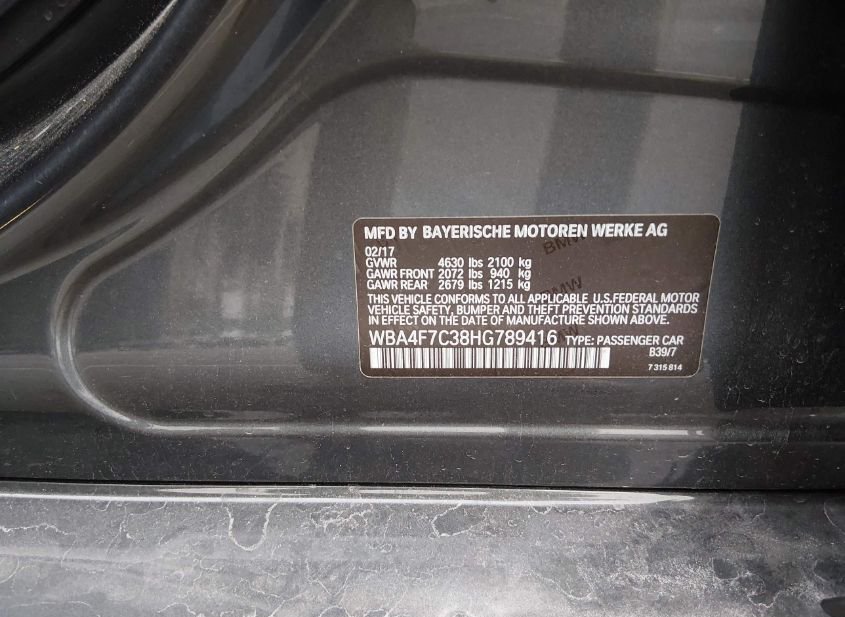 MFD BY BAYERISCHE MOTOREN WERKE AG
02/17
GVWR 4630 lbs 2100 kg
GAWR FRONT 2072 lbs 940 kg
GAWR REAR 2679 lbs 1215 kg
THIS VEHICLE CONFORMS TO ALL APPLICABLE U.S.FEDERAL MOTOR
VEHICLE SAFETY, BUMPER AND THEFT PREVENTION STANDARDS
IN EFFECT ON THE DATE OF MANUFACTURE SHOWN ABOVE.
WBA4F7C38HG789416 TYPE: PASSENGER CAR
B39/7
7 315 814
BMW
BMW
BMW